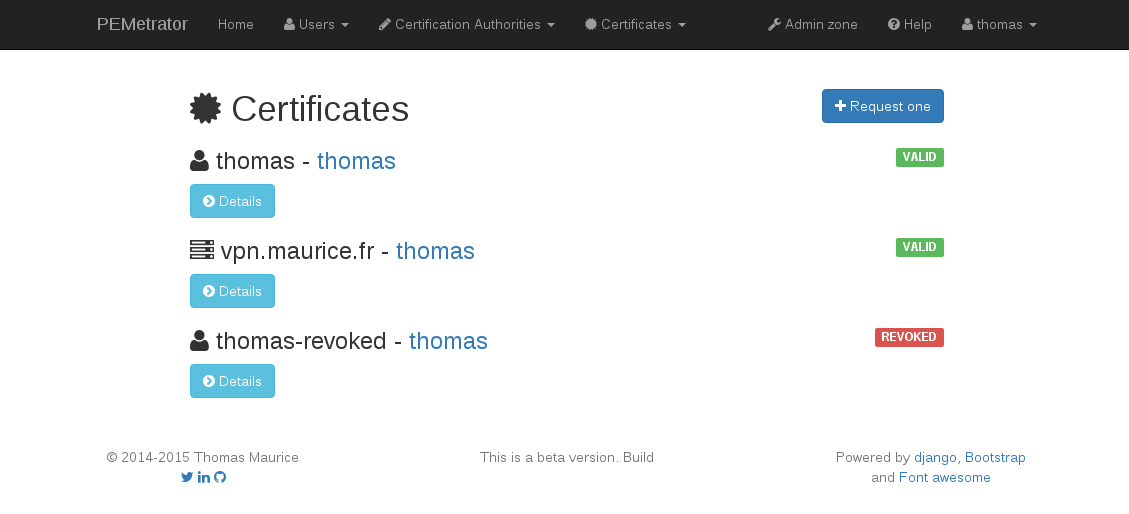 PEMetrator Home Users Certification Authorities Certificates Admin zone Help thomas
Certificates
Request one
thomas - thomas
VALID
Details
vpn.maurice.fr - thomas
VALID
Details
thomas-revoked - thomas
REVOKED
Details
© 2014-2015 Thomas Maurice
This is a beta version. Build
Powered by django, Bootstrap
and Font awesome